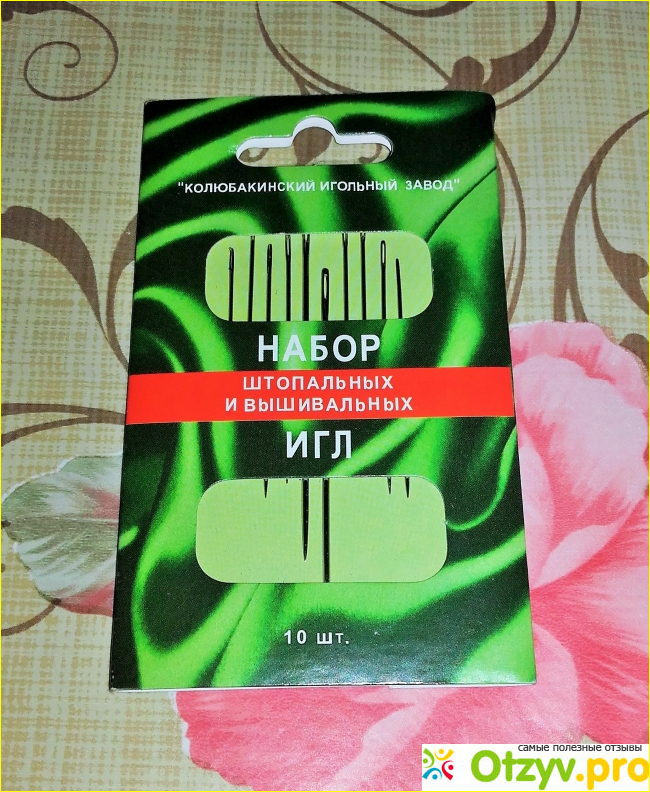 "КОЛЮБАКИНСКИЙ ИГОЛЬНЫЙ ЗАВОД"
НАБОР
ШТОПАЛЬНЫХ
И ВЫШИВАЛЬНЫХ
ИГЛ
10 шт.
самые полезные отзывы
Otzyv.pro